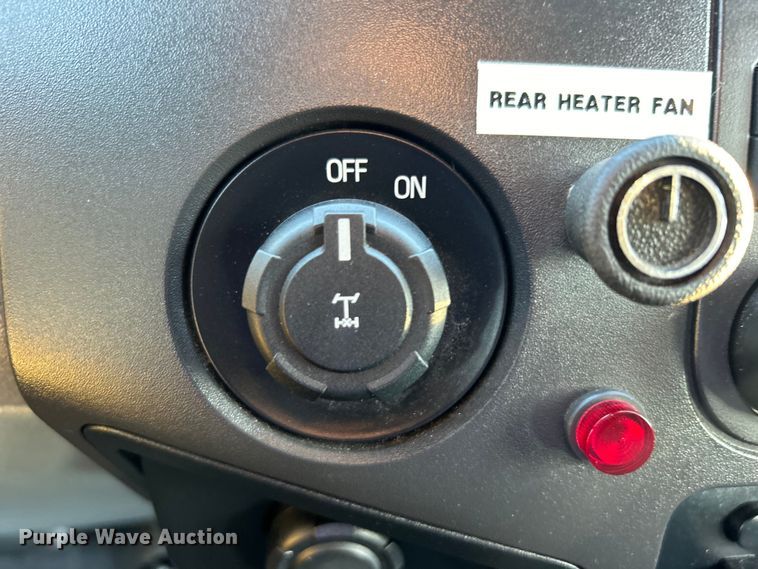 REAR HEATER FAN
OFF
ON
Purple Wave Auction